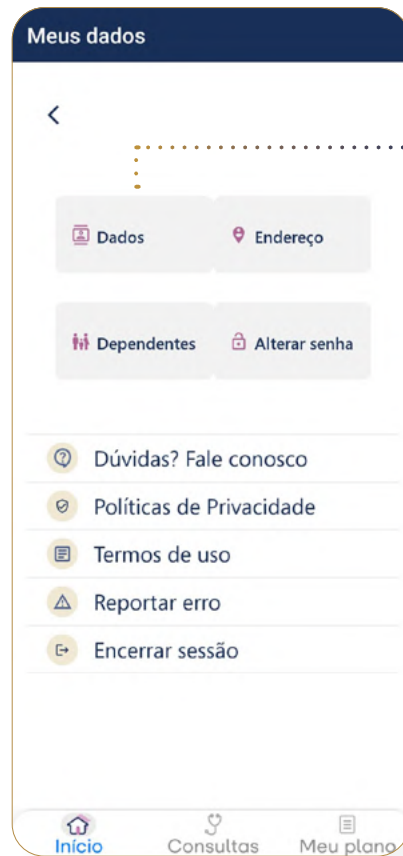 Meus dados
Dados
Endereço
Dependentes
Alterar senha
Dúvidas? Fale conosco
Políticas de Privacidade
Termos de uso
Reportar erro
Encerrar sessão
Início
Consultas
Meu plano